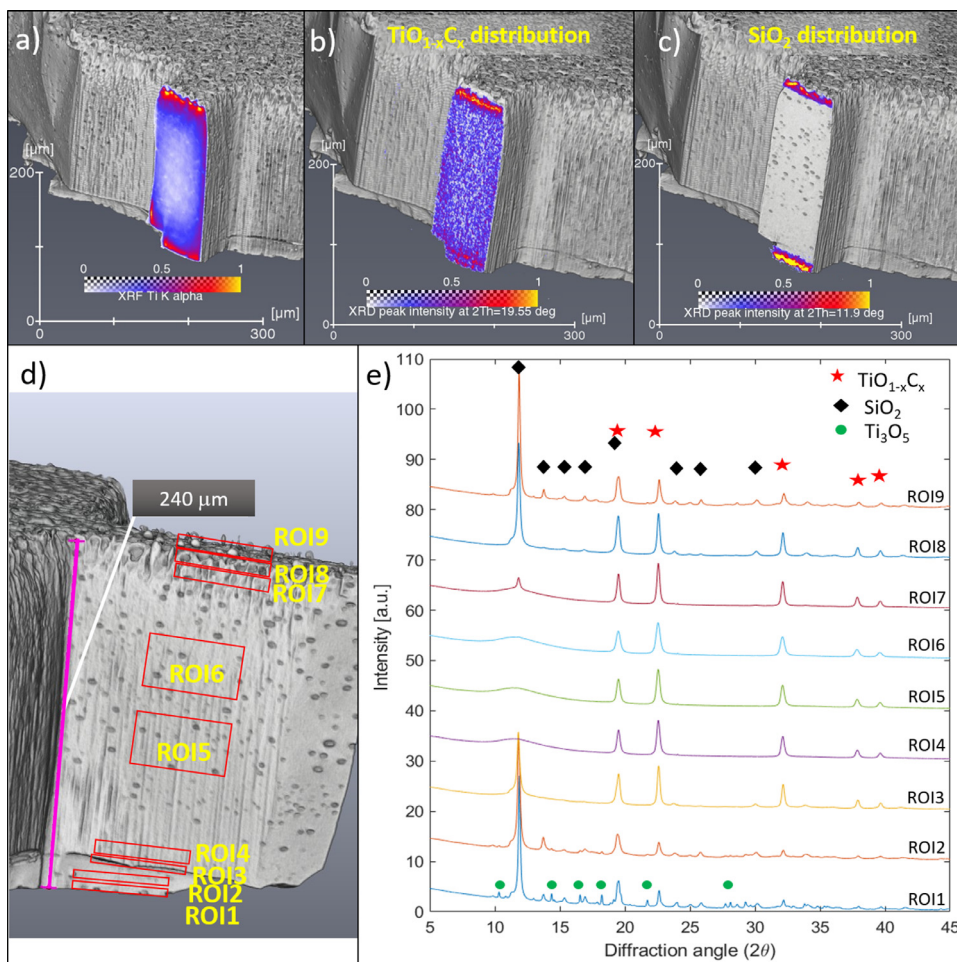 a)
b)
TiO1-xCx distribution
c)
SiO2 distribution
[µm]
200
0
0
0.5
1
XRF Ti K alpha
0
300
[µm]
[µm]
200
0
0
0.5
1
XRD peak intensity at 2Th=19.55 deg
0
300
[µm]
[µm]
200
0
0
0.5
1
XRD peak intensity at 2Th=11.9 deg
0
300
[µm]
d)
240 µm
ROI9
ROI8
ROI7
ROI6
ROI5
ROI4
ROI3
ROI2
ROI1
e)
TiO1-xCx
SiO2
Ti3O5
110
100
90
80
70
60
50
40
30
20
10
0
Intensity [a.u.]
ROI9
ROI8
ROI7
ROI6
ROI5
ROI4
ROI3
ROI2
ROI1
5
10
15
20
25
30
35
40
45
Diffraction angle (2θ)